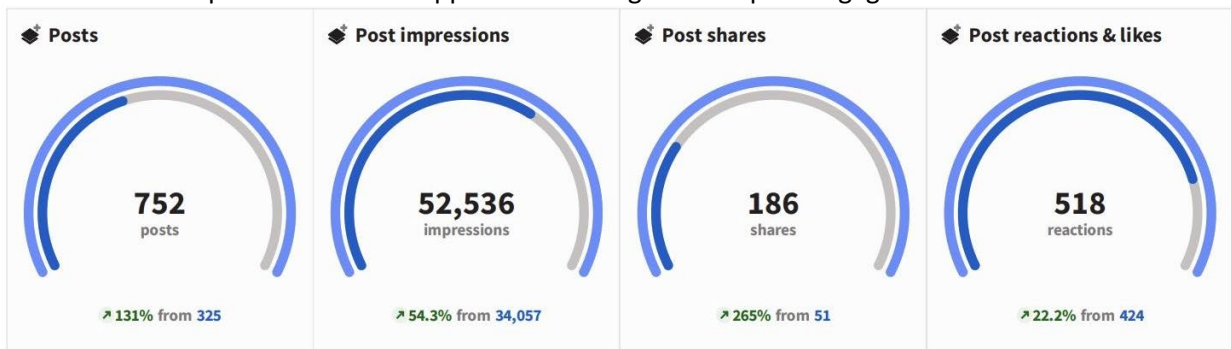 Posts
752
posts
131% from 325
Post impressions
52,536
impressions
54.3% from 34,057
Post shares
186
shares
265% from 51
Post reactions & likes
518
reactions
22.2% from 424